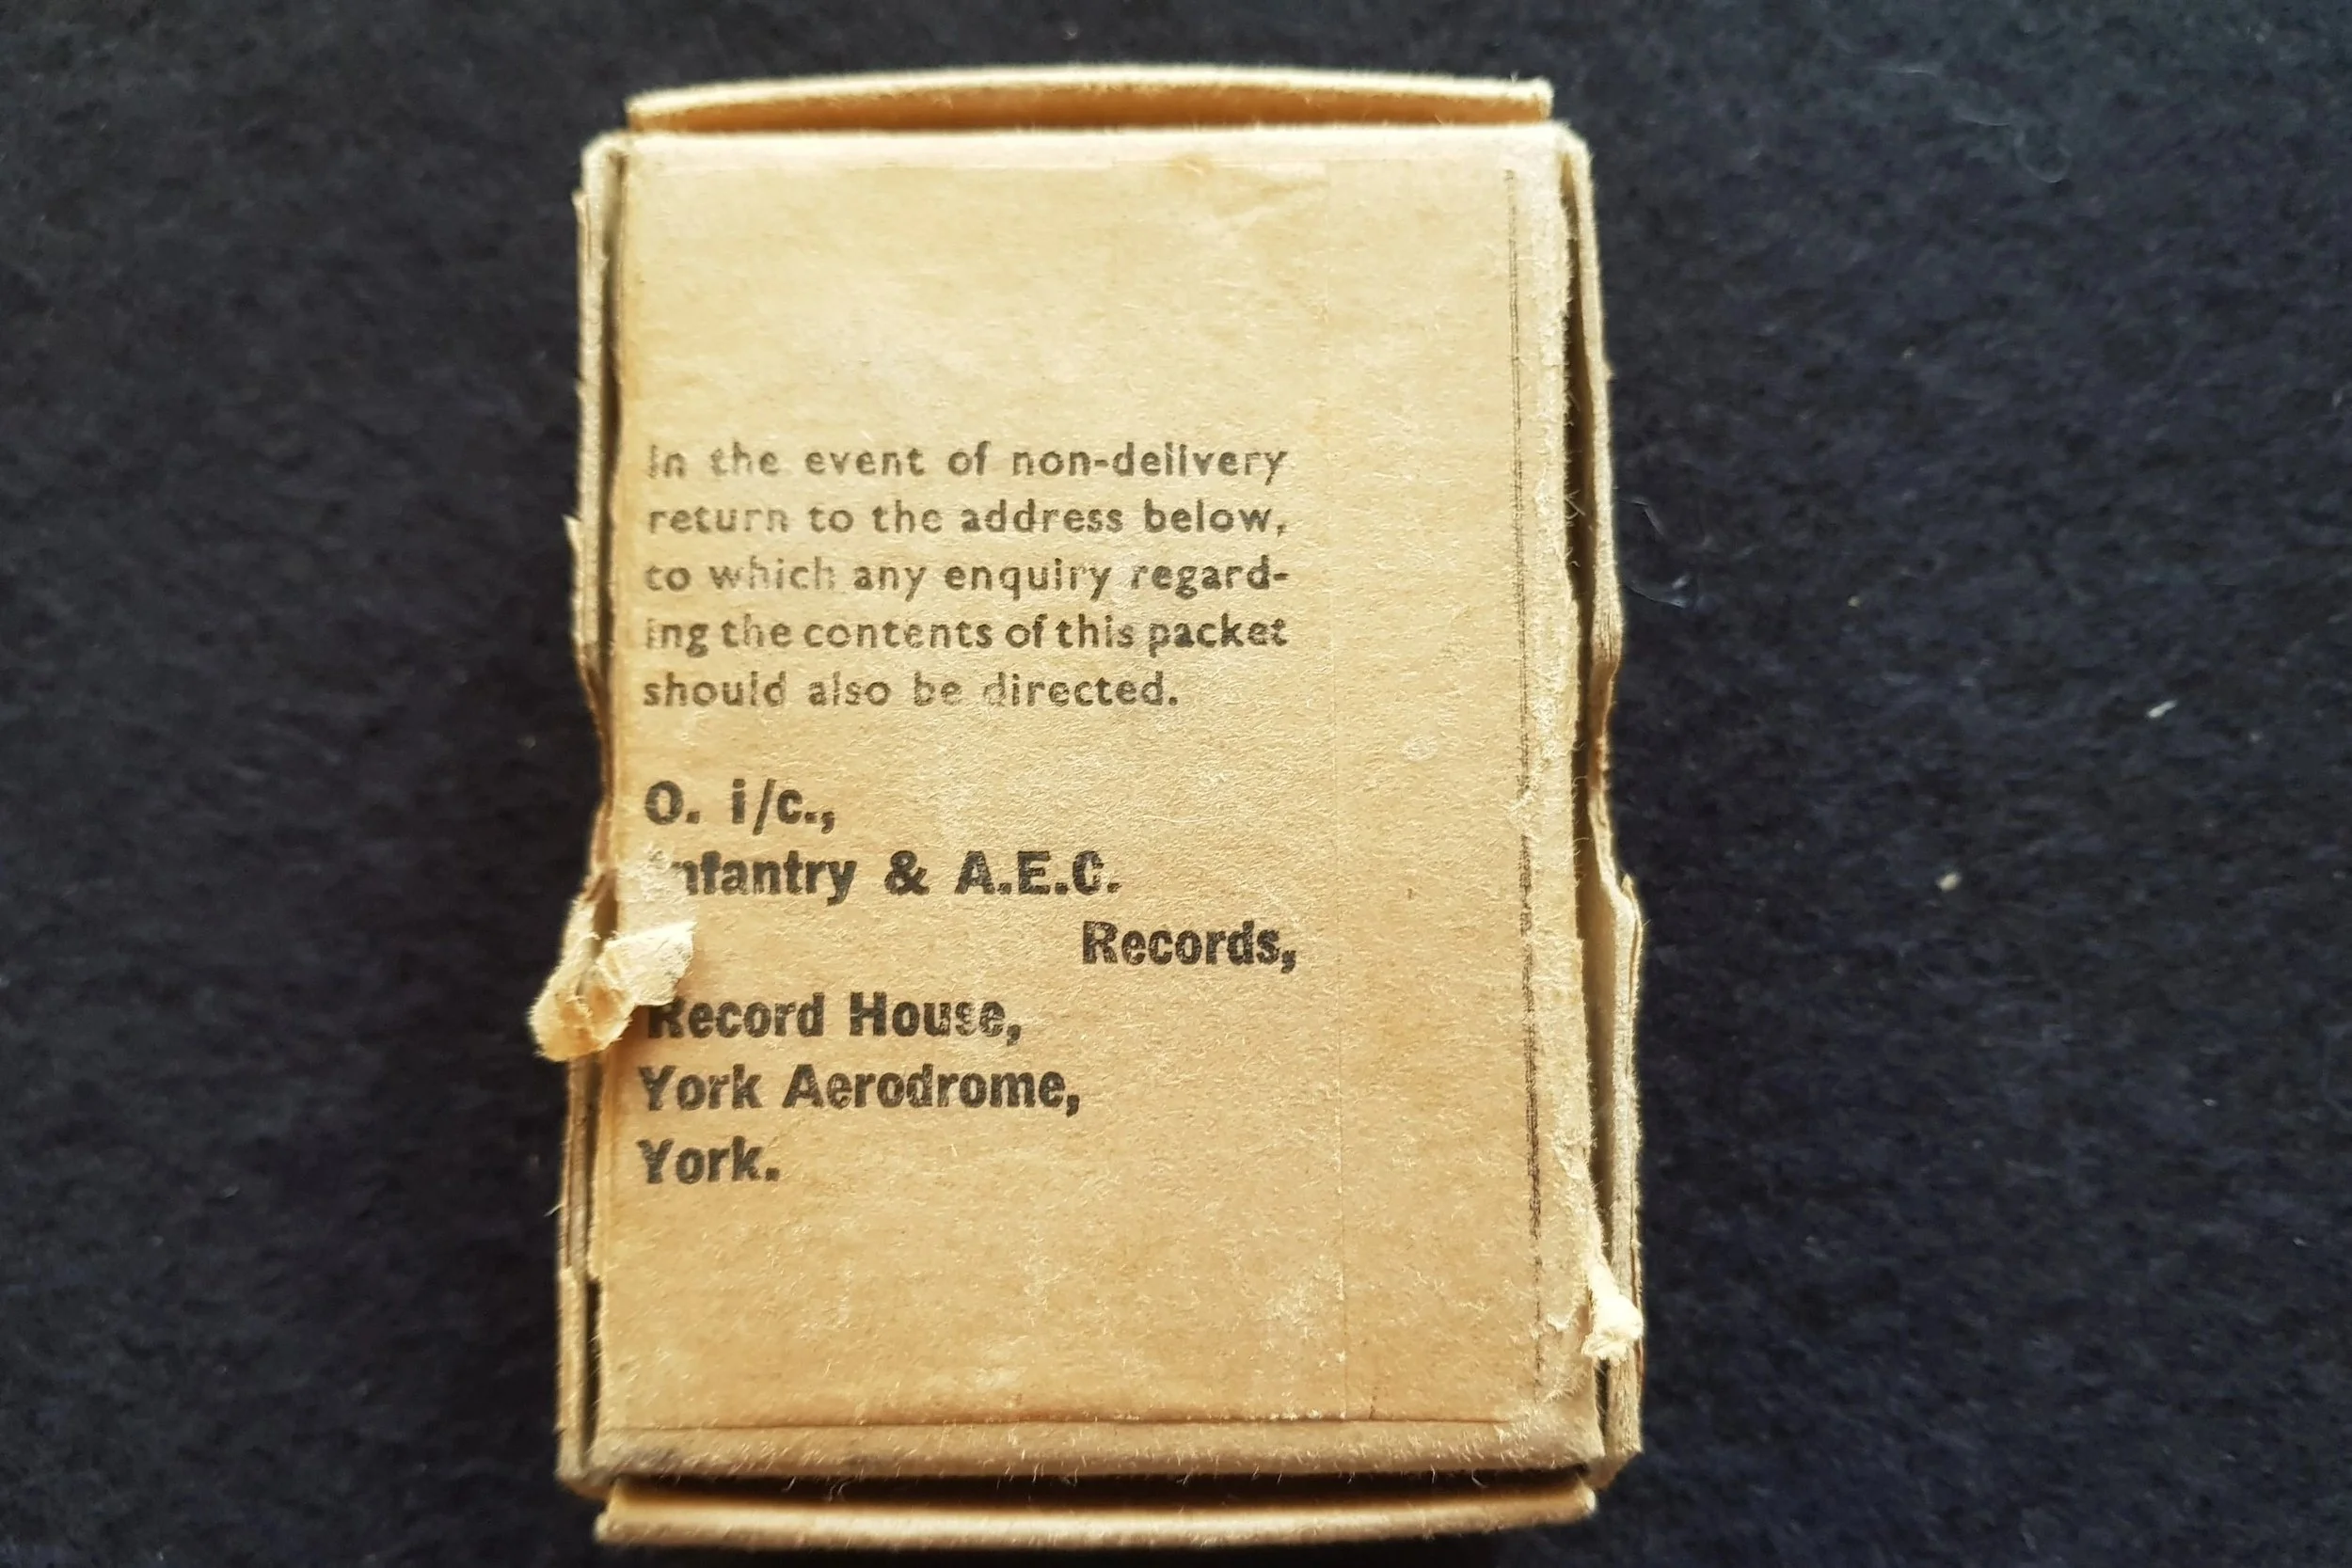 In the event of non-delivery
return to the address below,
to which any enquiry regard-
ing the contents of this packet
should also be directed.
O. i/c.,
Infantry & A.E.C.
Records,
Record House,
York Aerodrome,
York.